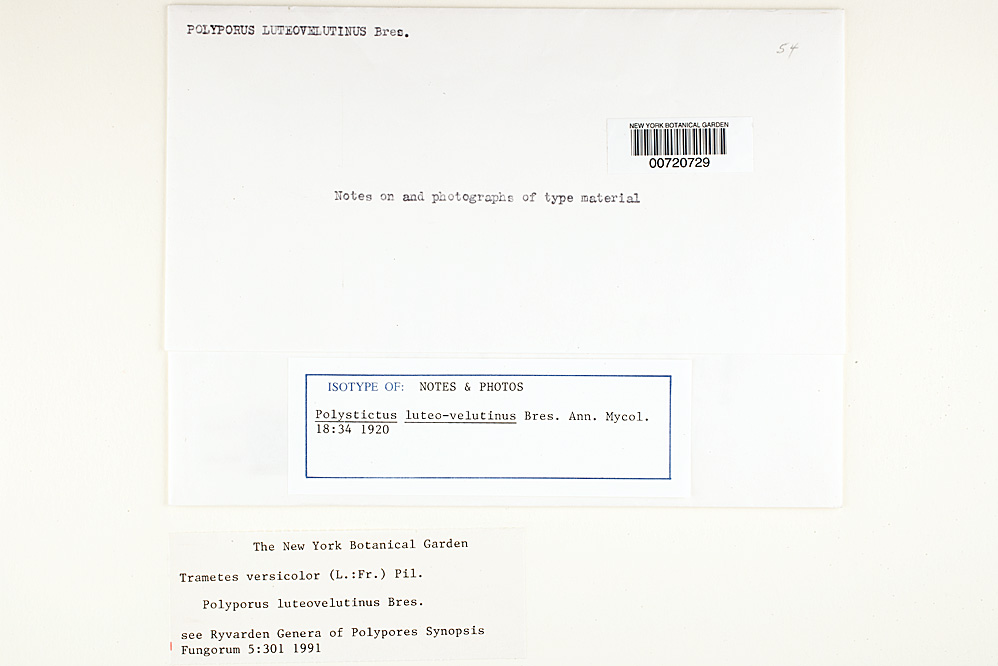 POLYPORUS LUTEOVELUTINUS Bres.
54
NEW YORK BOTANICAL GARDEN
00720729
Notes on and photographs of type material
ISOTYPE OF: NOTES & PHOTOS
Polystictus luteo-velutinus Bres. Ann. Mycol.
18:34 1920
The New York Botanical Garden
Trametes versicolor (L.:Fr.) Pil.
Polyporus luteovelutinus Bres.
see Ryvarden Genera of Polypores Synopsis
Fungorum 5:301 1991